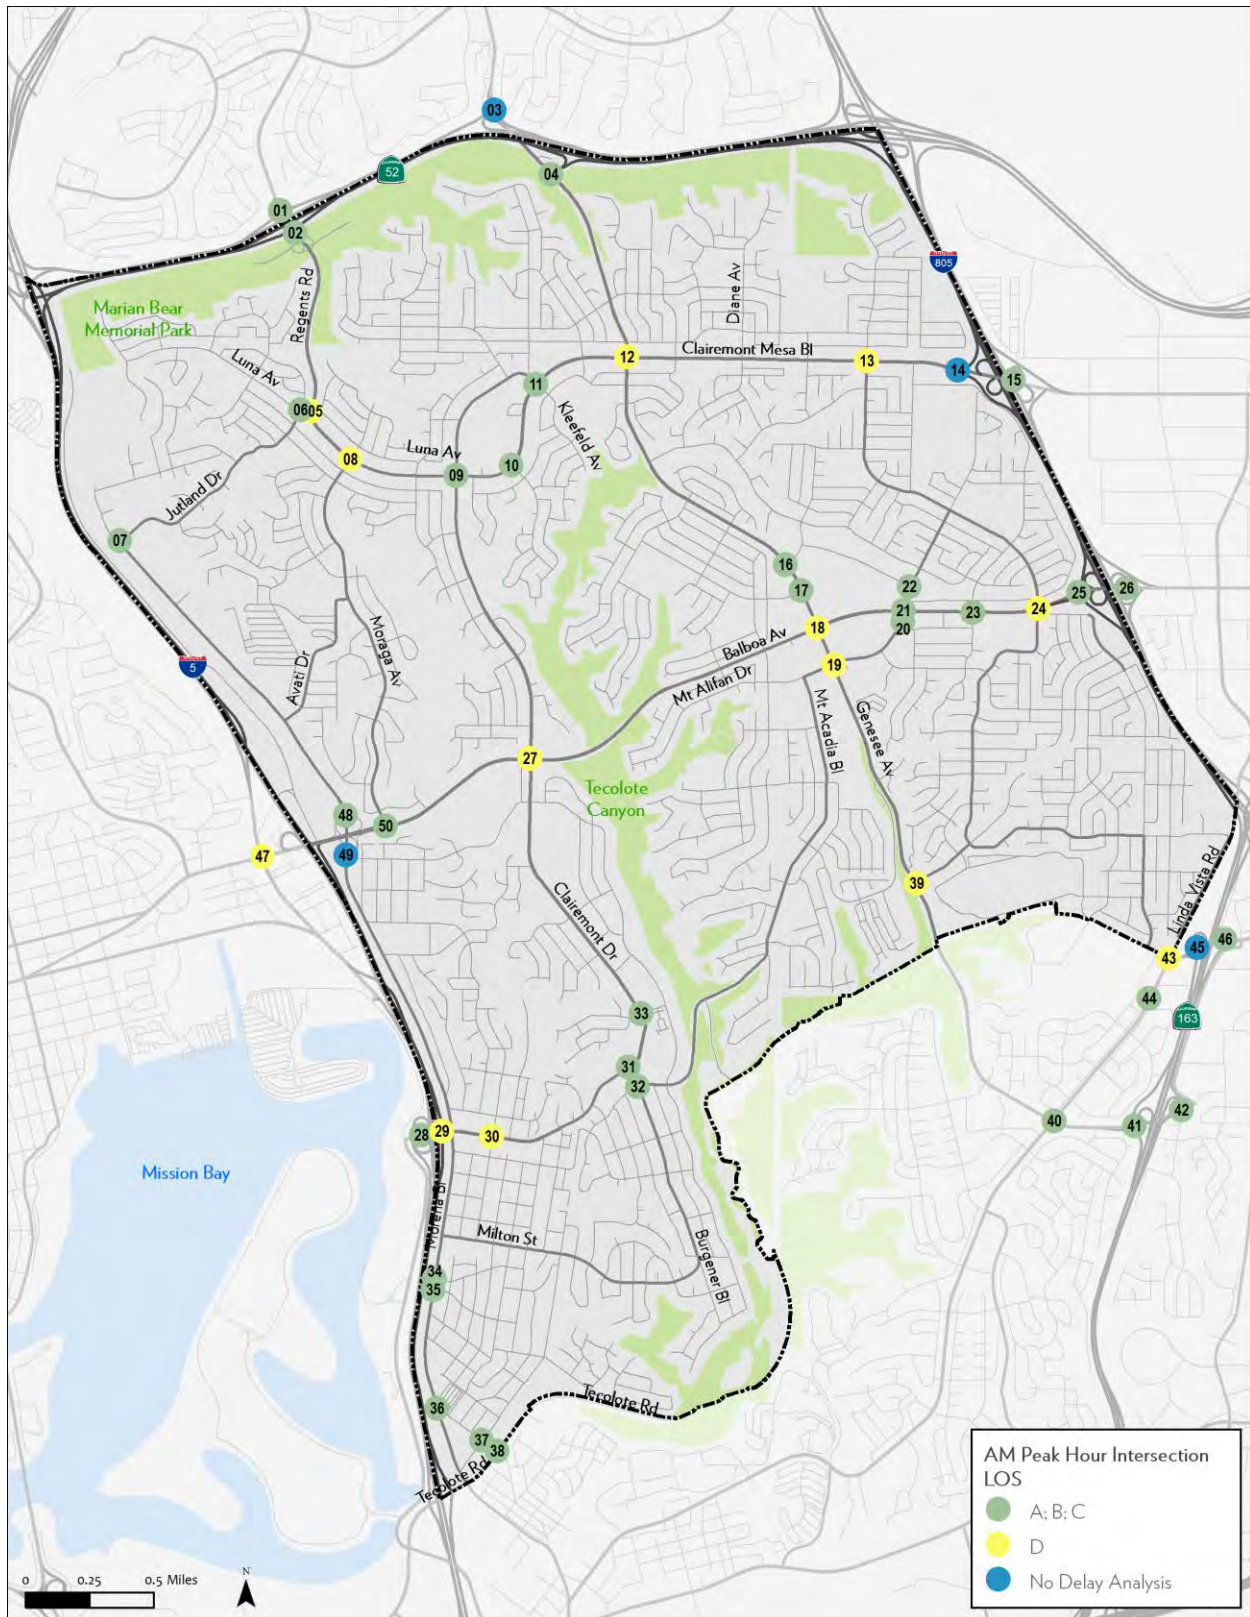 03
52
04
01
02
805
Marian Bear
Memorial Park
Regents Rd
Diane Av
Luna Av
12
Clairemont Mesa Bl
13
14
15
11
06
05
Kleefeld Av
08
Luna Av
09
10
Jutland Dr
07
16
17
22
25
26
21
23
24
20
18
Balboa Av
19
Mt Alifan Dr
Moraga Av
5
Avati Dr
Mt Acadia Bl
Genesee Av
27
Tecolote
Canyon
48
50
47
49
39
Linda Vista Rd
Clairemont Dr
43
45
46
44
163
33
31
32
28
29
30
40
41
42
Mission Bay
Morena Bl
Milton St
Burgener Bl
34
35
Tecolote Rd
36
37
38
Tecolote Rd
AM Peak Hour Intersection
LOS
A; B; C
D
No Delay Analysis
0 0.25 0.5 Miles
N